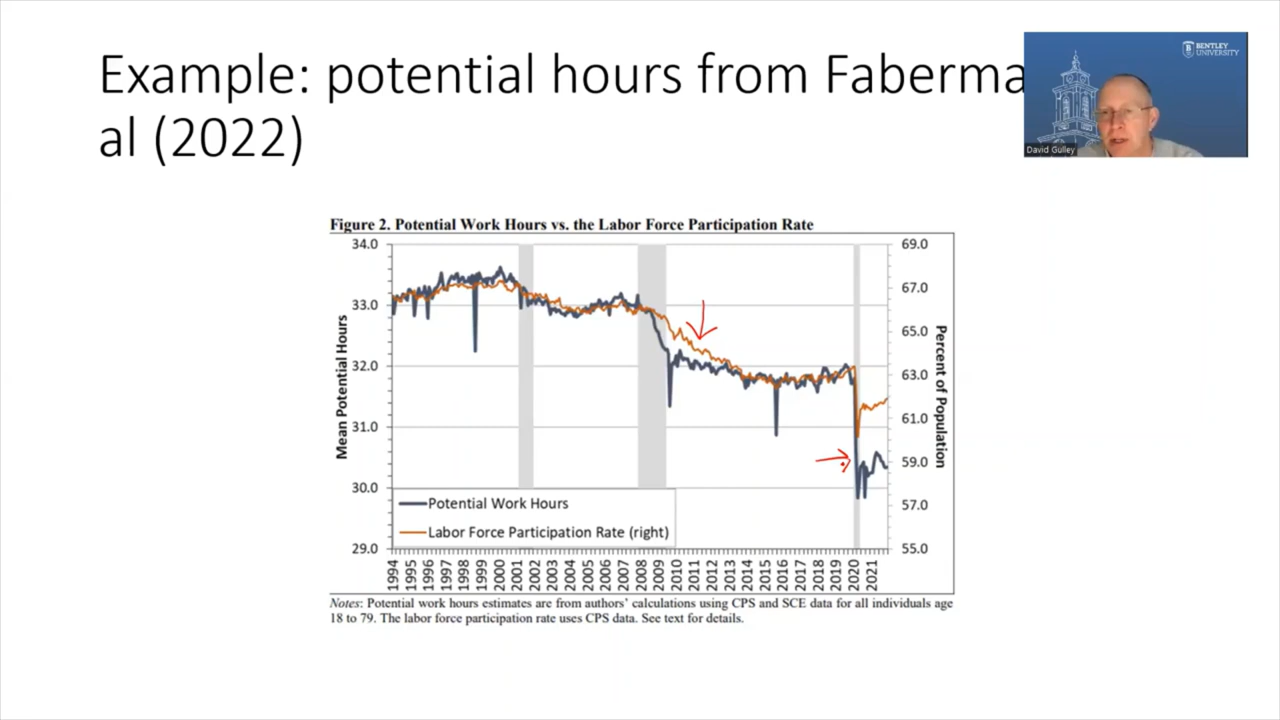 Example: potential hours from Faberma
al (2022)
BENTLEY
UNIVERSITY
David Gulley
Figure 2. Potential Work Hours vs. the Labor Force Participation Rate
34.0
33.0
32.0
31.0
30.0
29.0
Mean Potential Hours
69.0
67.0
65.0
63.0
61.0
59.0
57.0
55.0
Percent of Population
Potential Work Hours
Labor Force Participation Rate (right)
1994 1995 1996 1997 1998 1999 2000 2001 2002 2003 2004 2005 2006 2007 2008 2009 2010 2011 2012 2013 2014 2015 2016 2017 2018 2019 2020 2021
Notes: Potential work hours estimates are from authors' calculations using CPS and SCE data for all individuals age
18 to 79. The labor force participation rate uses CPS data. See text for details.